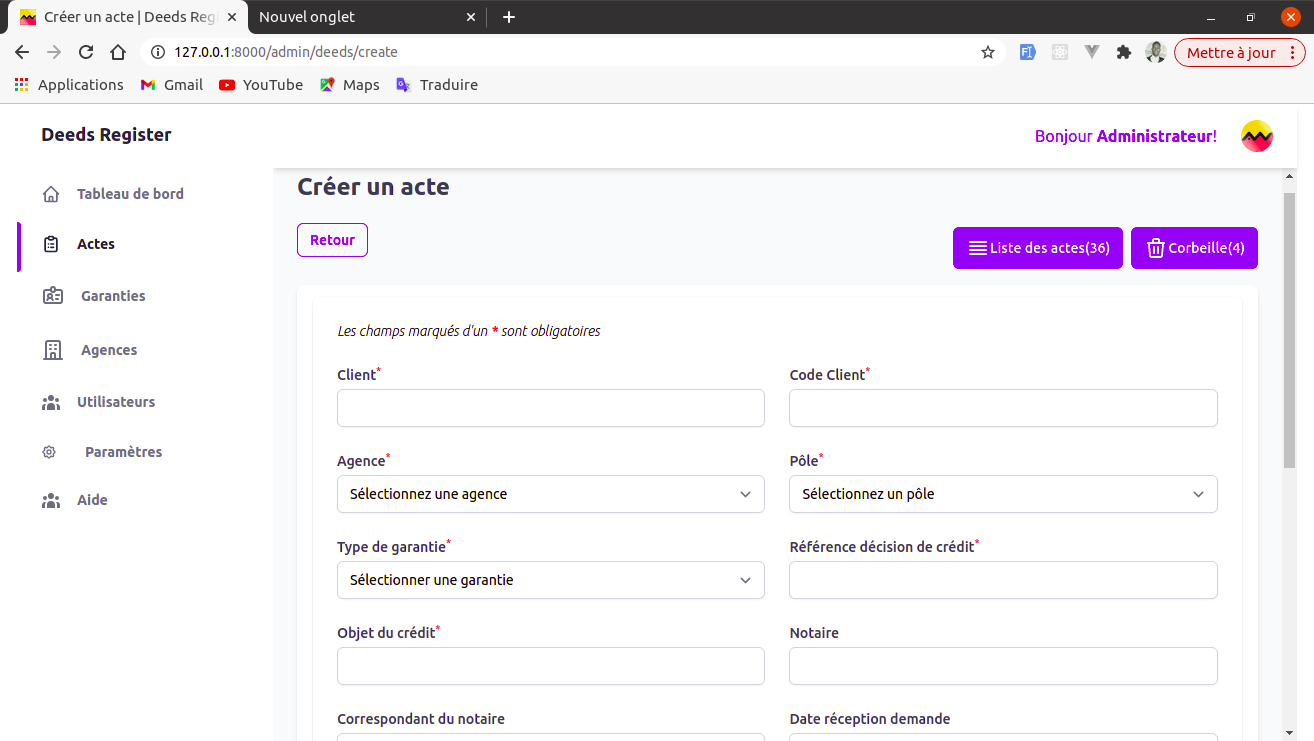 Créer un acte | Deeds Reg
Nouvel onglet
127.0.0.1:8000/admin/deeds/create
Mettre à jour
Applications
Gmail
YouTube
Maps
Traduire
Deeds Register
Bonjour Administrateur!
Tableau de bord
Actes
Garanties
Agences
Utilisateurs
Paramètres
Aide
Créer un acte
Retour
Liste des actes(36)
Corbeille(4)
Les champs marqués d'un * sont obligatoires
Client*
Code Client*
Agence*
Pôle*
Sélectionnez une agence
Sélectionnez un pôle
Type de garantie*
Référence décision de crédit*
Sélectionner une garantie
Objet du crédit*
Notaire
Correspondant du notaire
Date réception demande